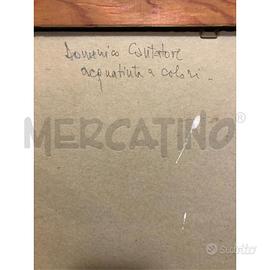 Domenico Cantatore
acquatinta a colori.
MERCATINO®
Subito